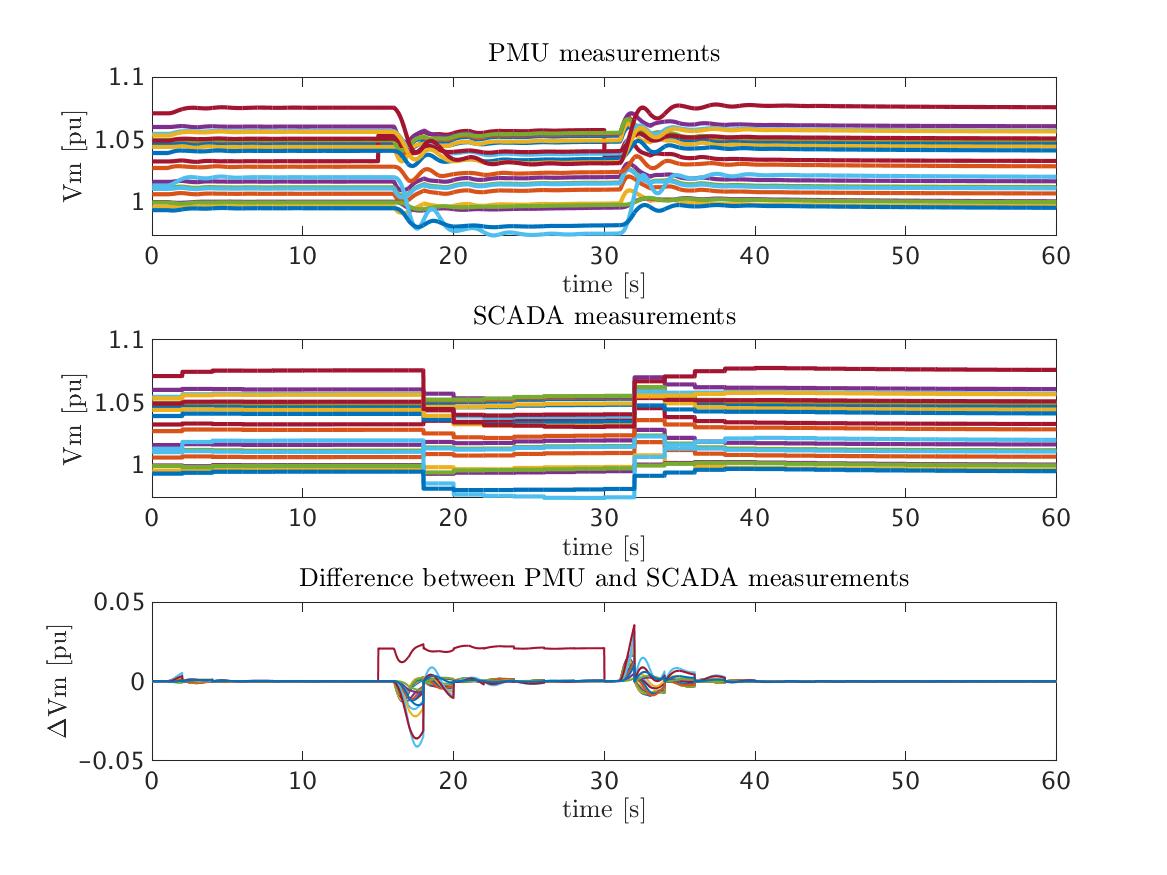 PMU measurements
1.1
1.05
1
Vm [pu]
0 10 20 30 40 50 60
time [s]
SCADA measurements
1.1
1.05
1
Vm [pu]
0 10 20 30 40 50 60
time [s]
Difference between PMU and SCADA measurements
0.05
0
-0.05
ΔVm [pu]
0 10 20 30 40 50 60
time [s]